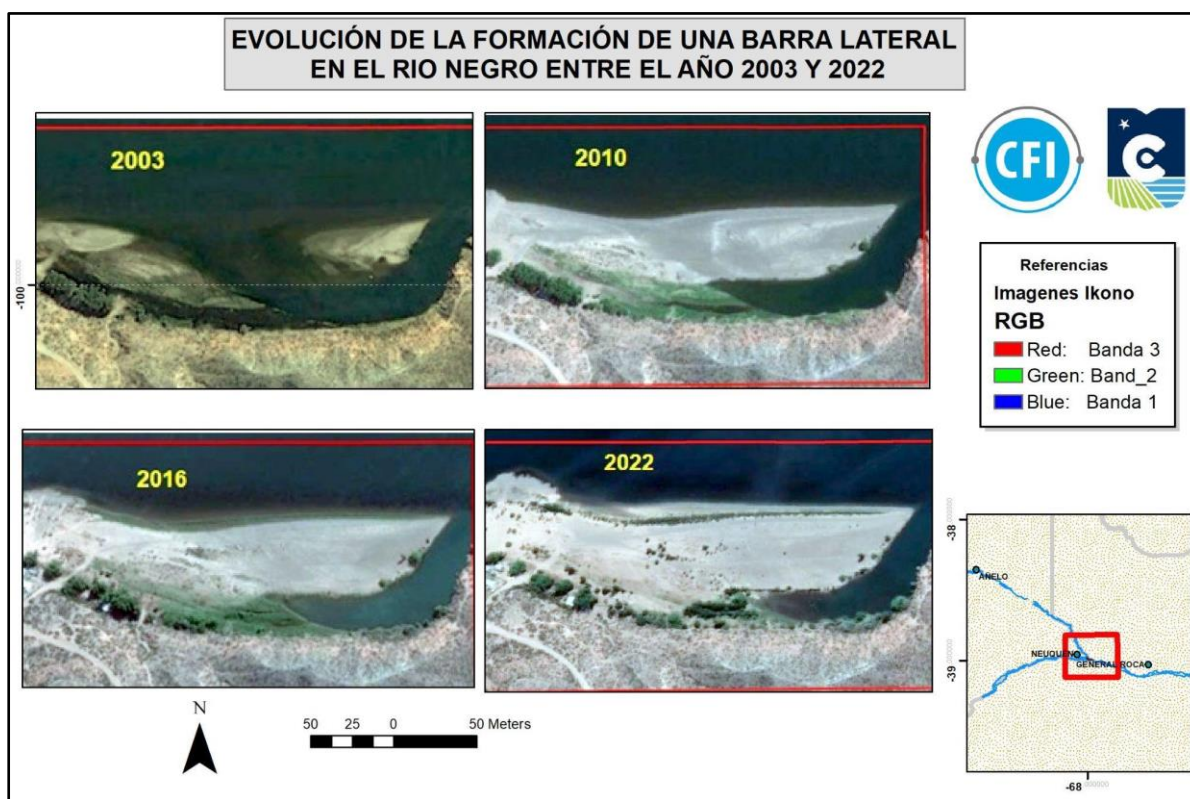 EVOLUCIÓN DE LA FORMACIÓN DE UNA BARRA LATERAL
EN EL RIO NEGRO ENTRE EL AÑO 2003 Y 2022
2003
2010
CFI
-100
Referencias
Imagenes Ikono
RGB
Red: Banda 3
Green: Band_2
Blue: Banda 1
2016
2022
-38
AÑELO
NEUQUEN
GENERAL ROCA
-39
-68
N
50 25 0 50 Meters